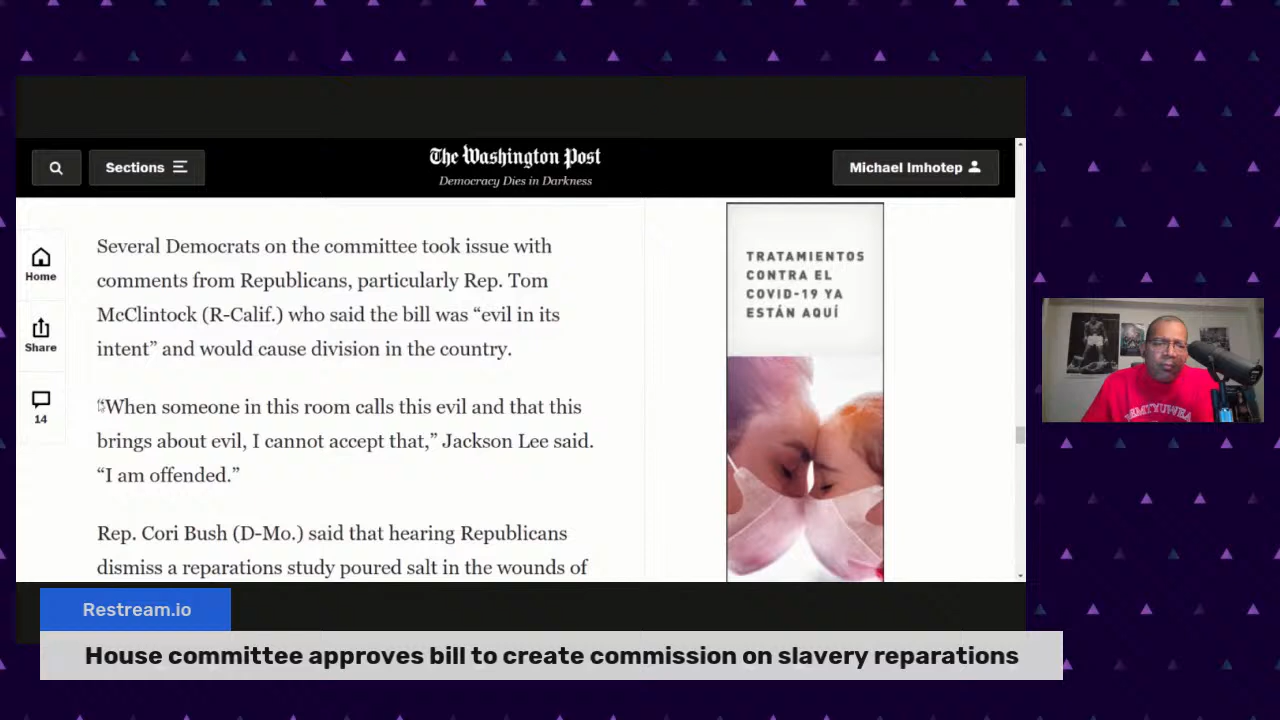 Sections
The Washington Post
Democracy Dies in Darkness
Michael Imhotep
Home
Share
14
Several Democrats on the committee took issue with
comments from Republicans, particularly Rep. Tom
McClintock (R-Calif.) who said the bill was “evil in its
intent” and would cause division in the country.
“When someone in this room calls this evil and that this
brings about evil, I cannot accept that,” Jackson Lee said.
“I am offended.”
Rep. Cori Bush (D-Mo.) said that hearing Republicans
dismiss a reparations study poured salt in the wounds of
TRATAMIENTOS
CONTRA EL
COVID-19 YA
ESTÁN AQUÍ
Restream.io
House committee approves bill to create commission on slavery reparations